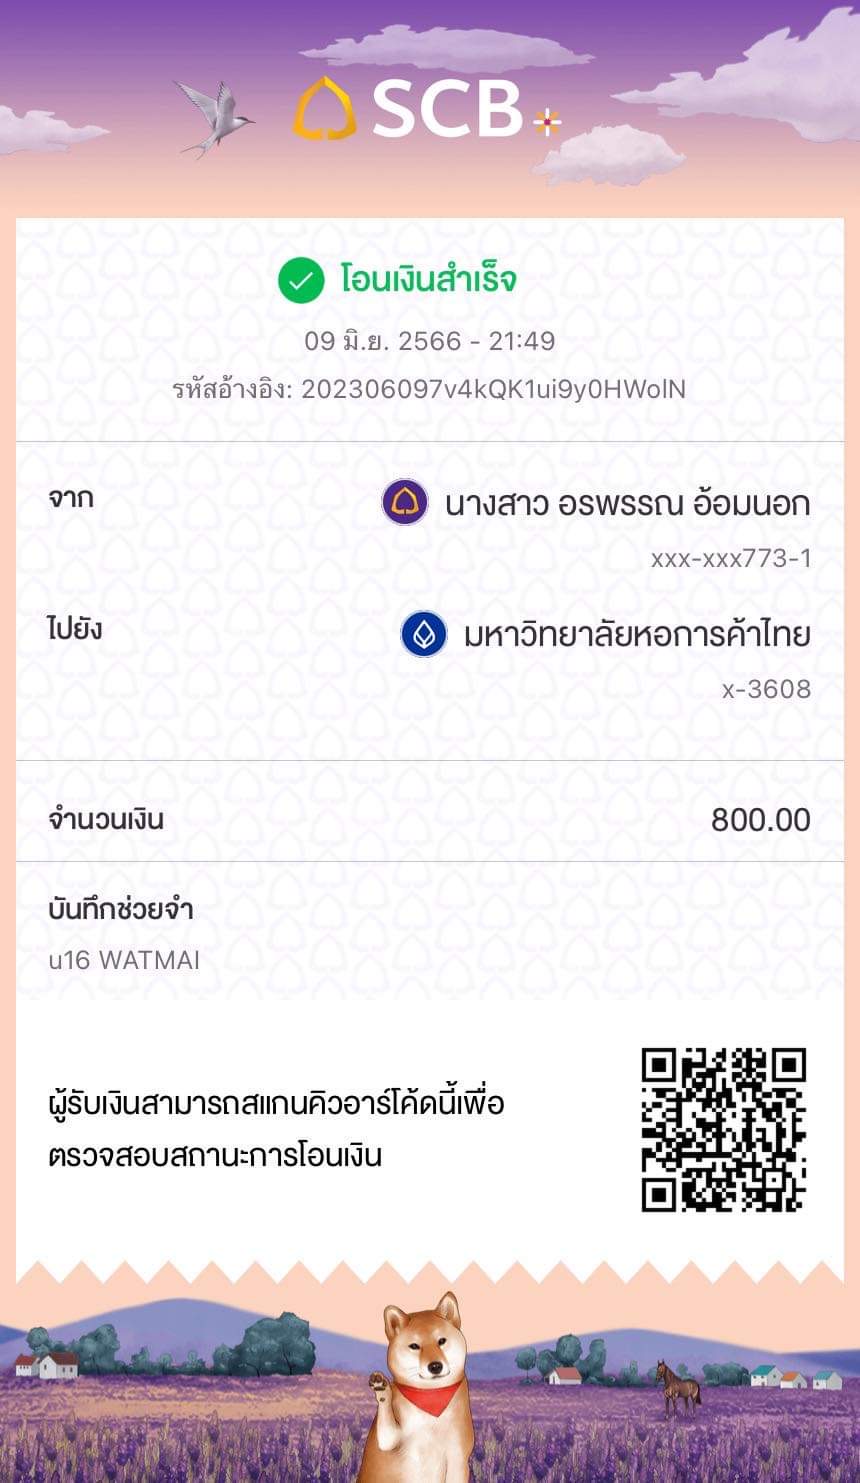 SCB
โอนเงินสำเร็จ
09 มิ.ย. 2566 - 21:49
รหัสอ้างอิง: 202306097v4kQK1ui9y0HWolN
จาก
นางสาว อรพรรณ อ้อมนอก
xxx-xxx773-1
ไปยัง
มหาวิทยาลัยหอการค้าไทย
x-3608
จำนวนเงิน
800.00
บันทึกช่วยจำ
u16 WATMAI
ผู้รับเงินสามารถสแกนคิวอาร์โค้ดนี้เพื่อ
ตรวจสอบสถานะการโอนเงิน